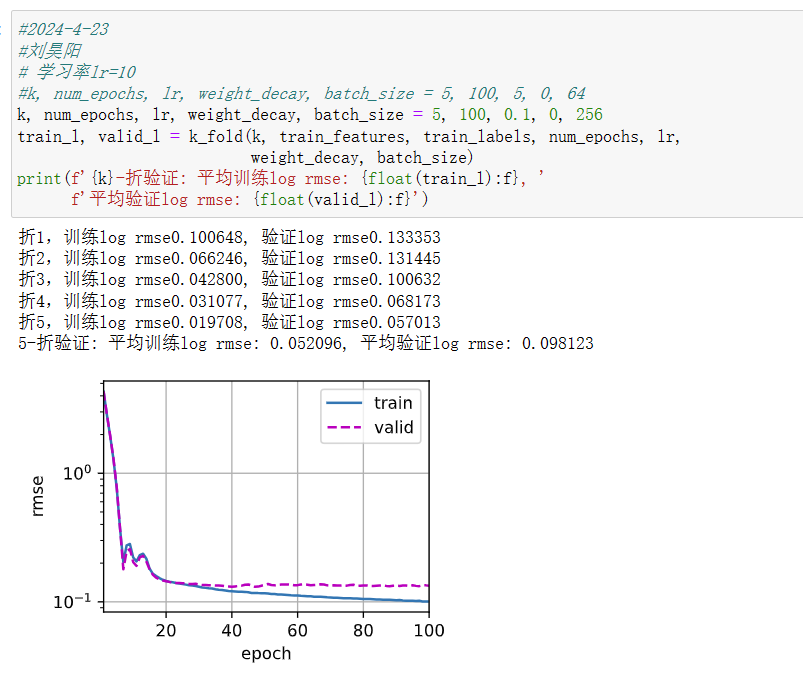 #2024-4-23
#刘昊阳
# 学习率lr=10
#k, num_epochs, lr, weight_decay, batch_size = 5, 100, 5, 0, 64
k, num_epochs, lr, weight_decay, batch_size = 5, 100, 0.1, 0, 256
train_l, valid_l = k_fold(k, train_features, train_labels, num_epochs, lr,
weight_decay, batch_size)
print(f'{k}-折验证: 平均训练log rmse: {float(train_l):f}, '
f'平均验证log rmse: {float(valid_l):f}')
折1，训练log rmse0.100648, 验证log rmse0.133353
折2，训练log rmse0.066246, 验证log rmse0.131445
折3，训练log rmse0.042800, 验证log rmse0.100632
折4，训练log rmse0.031077, 验证log rmse0.068173
折5，训练log rmse0.019708, 验证log rmse0.057013
5-折验证: 平均训练log rmse: 0.052096, 平均验证log rmse: 0.098123
train
valid
10⁰
rmse
10⁻¹
20 40 60 80 100
epoch